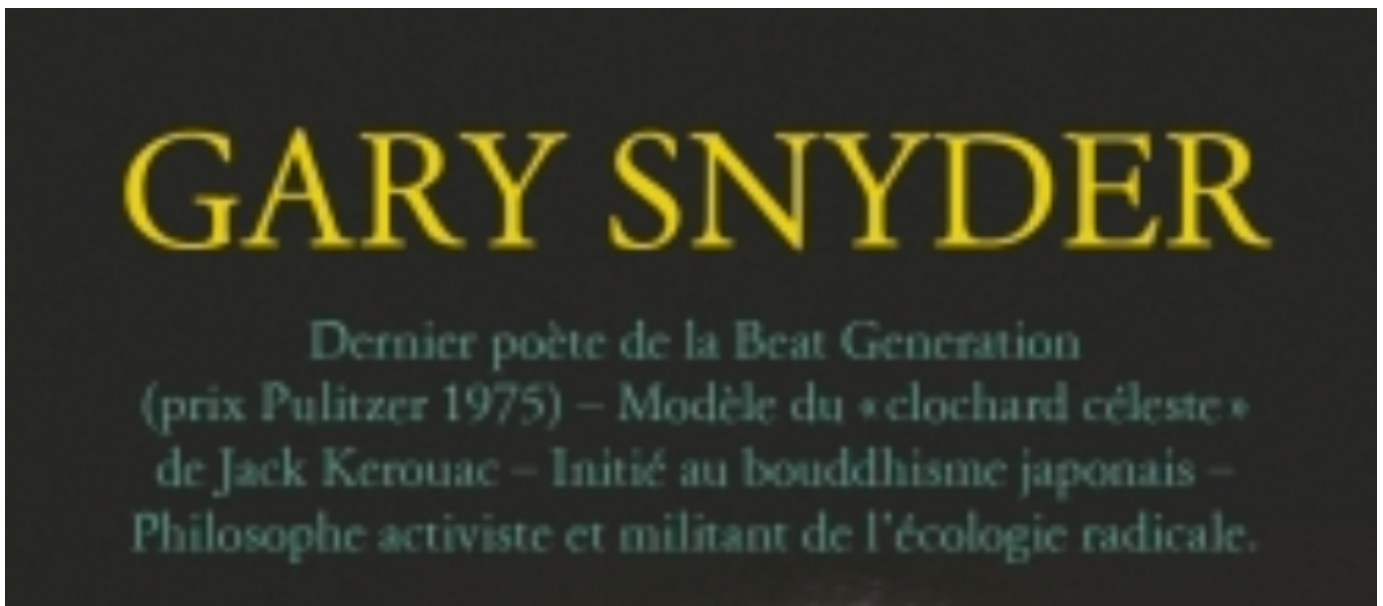 GARY SNYDER
Dernier poète de la Beat Generation
(prix Pulitzer 1975) – Modèle du « clochard céleste »
de Jack Kerouac – Initié au bouddhisme japonais –
Philosophe activiste et militant de l'écologie radicale.